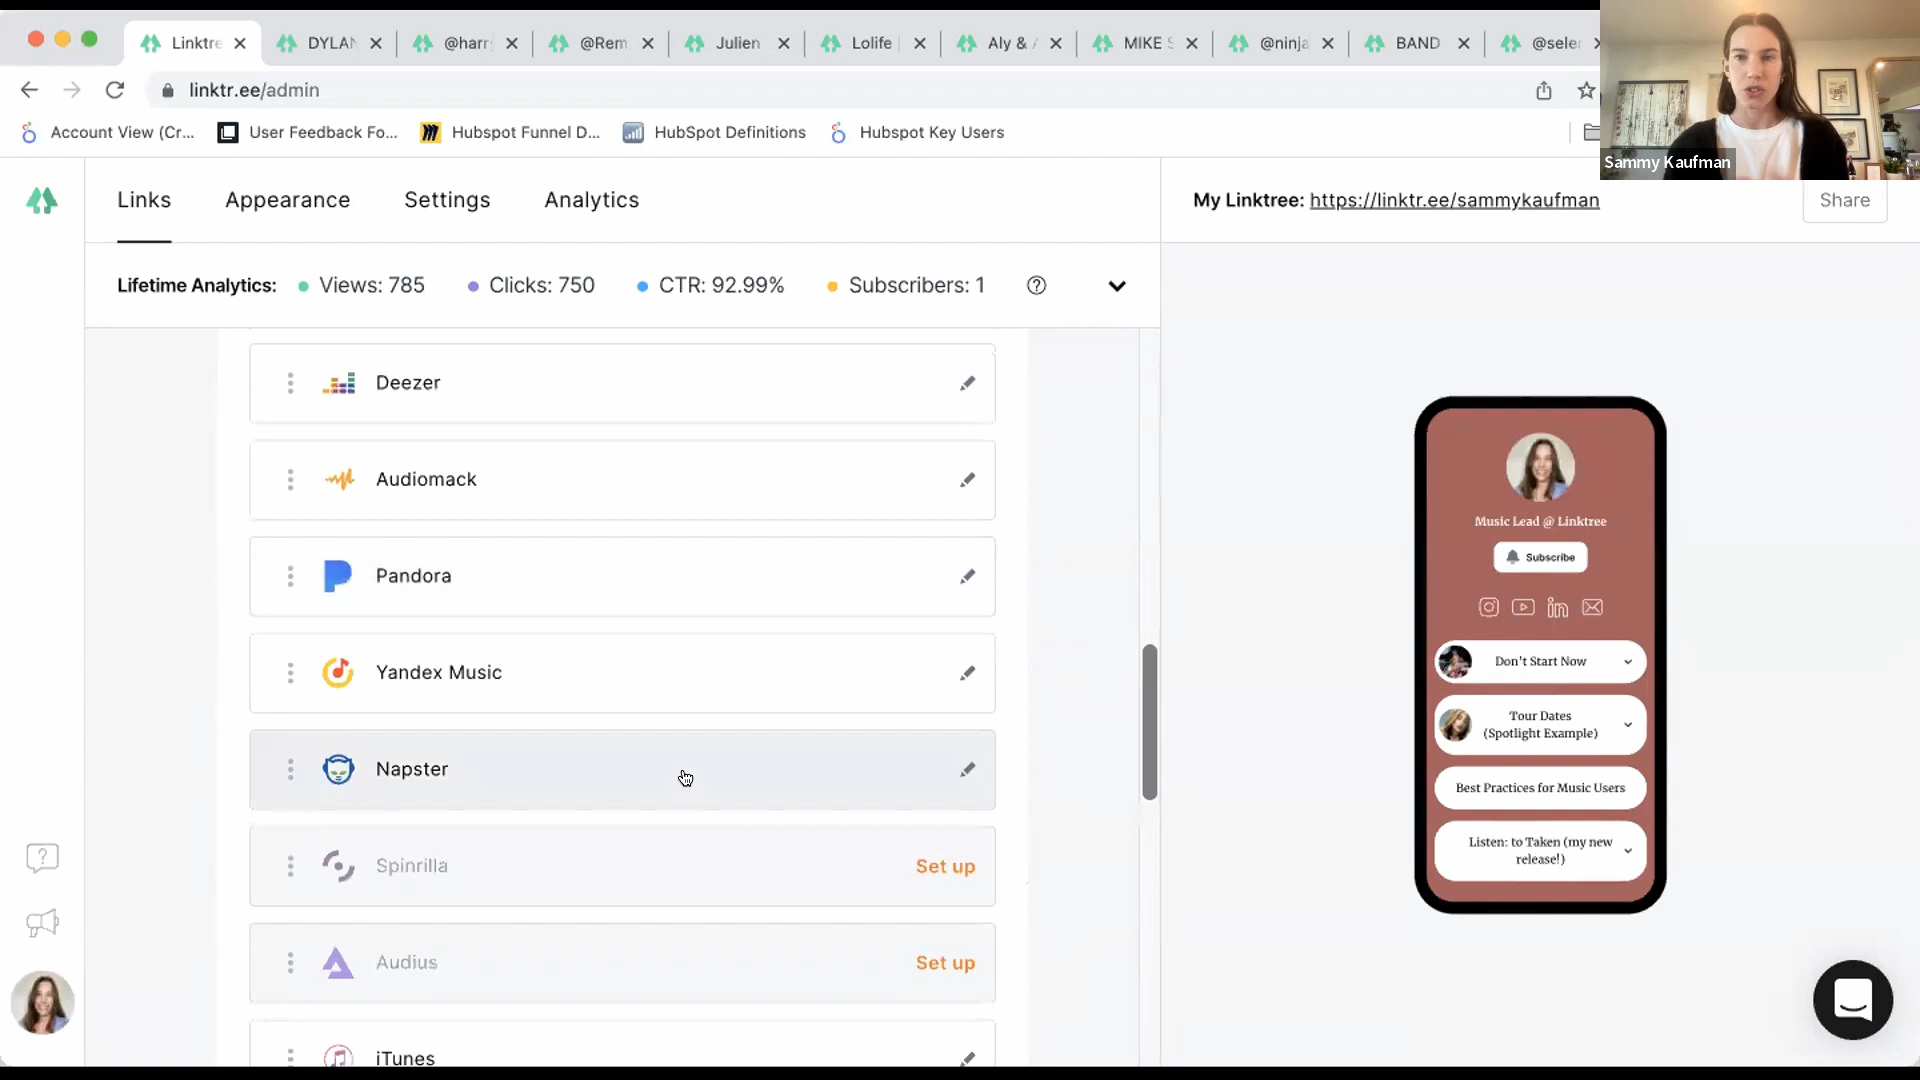 Linktre
DYLAN
@harr
@Rem
Julien
Lolife
Aly &
MIKE S
@ninja
BAND
@seler
linktr.ee/admin
Account View (Cr...
User Feedback Fo...
Hubspot Funnel D...
HubSpot Definitions
Hubspot Key Users
Sammy Kaufman
Links
Appearance
Settings
Analytics
My Linktree: https://linktr.ee/sammykaufman
Share
Lifetime Analytics:
Views: 785
Clicks: 750
CTR: 92.99%
Subscribers: 1
Deezer
Audiomack
Pandora
Yandex Music
Napster
Spinrilla
Set up
Audius
Set up
iTunes
Music Lead @ Linktree
Subscribe
Don't Start Now
Tour Dates
(Spotlight Example)
Best Practices for Music Users
Listen: to Taken (my new
release!)